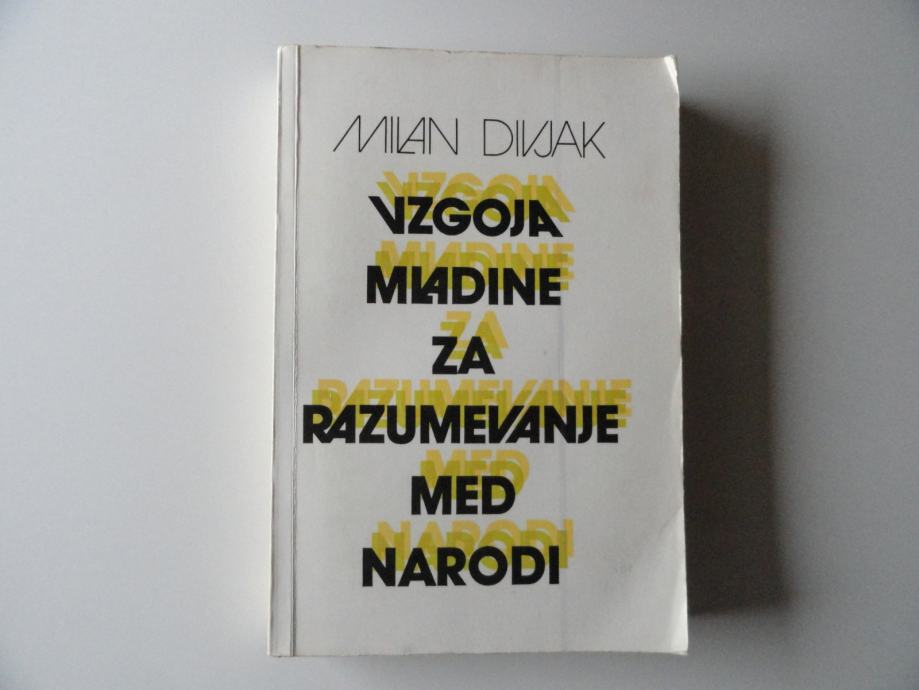 MILAN DIVJAK
VZGOJA
MLADINE
ZA
RAZUMEVANJE
MED
NARODI